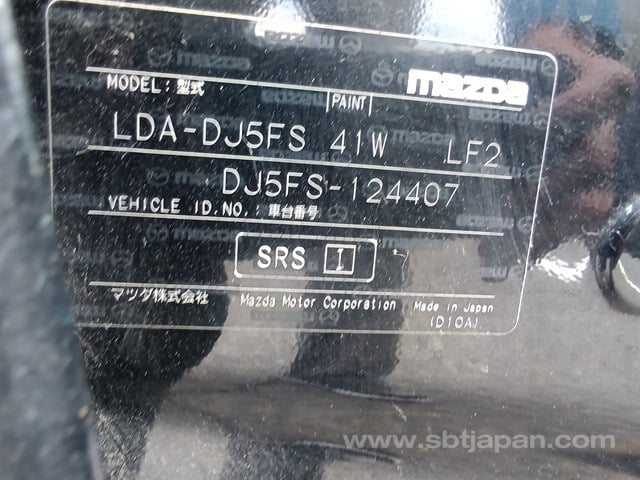 mazda
MODEL:型式
PAINT
LDA-DJ5FS 41W LF2
DJ5FS-124407
VEHICLE ID.NO.:車台番号
SRS I
マツダ株式会社 Mazda Motor Corporation Made in Japan
(D10A)
www.sbtjapan.com